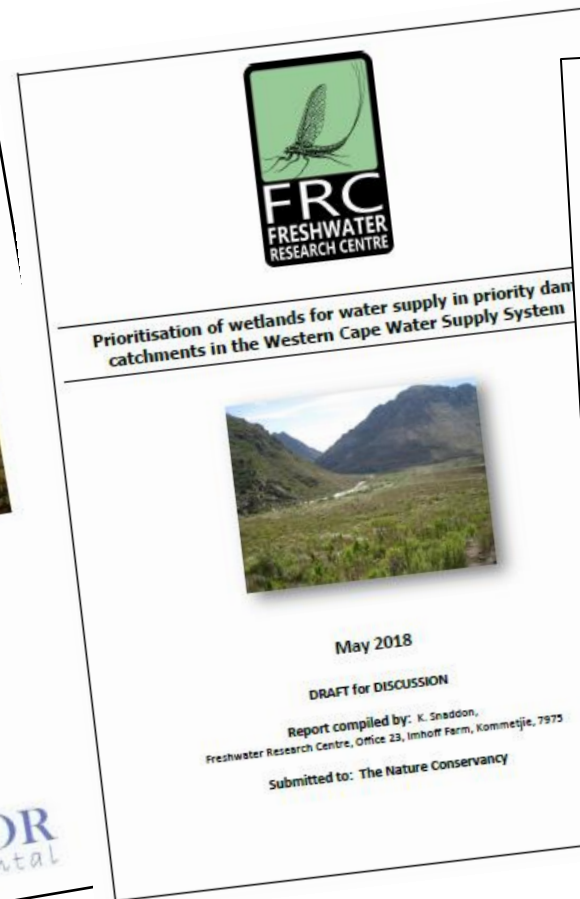 FRC
FRESHWATER
RESEARCH CENTRE
Prioritisation of wetlands for water supply in priority dam
catchments in the Western Cape Water Supply System
May 2018
DRAFT for DISCUSSION
Report compiled by: K. Snaddon,
Freshwater Research Centre, Office 23, Imhoff Farm, Kommetjie, 7975
Submitted to: The Nature Conservancy
OR
ntal